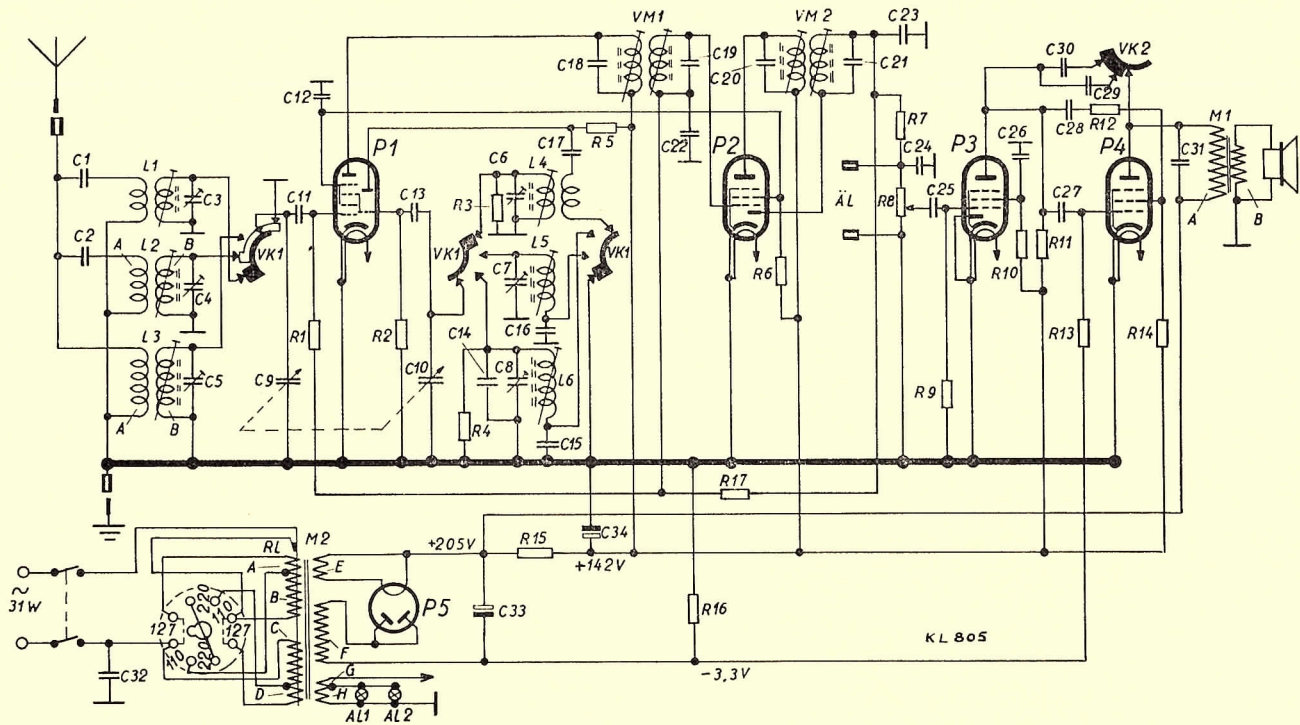 VM1
VM2
C23
C18
C19
C20
C21
C30
VK2
C12
C29
C28
R12
M1
R5
C17
C22
R7
C26
C1
L1
P1
C6
L4
P2
C24
P3
P4
C31
C3
C11
C13
R3
ÄL
R8
C25
C27
A
B
C2
A
L2
B
VK1
VK1
L5
VK1
R6
R10
R11
C4
C7
R1
R2
C14
C16
R13
R14
L3
C5
C9
C10
C8
L6
R9
A
B
R4
C15
R17
C34
RL
M2
+205V
R15
+142V
A
E
~
31W
B
P5
C33
R16
220
110
127
127
110
220
C
F
KL 805
C32
D
G
H
-3,3V
AL1
AL2